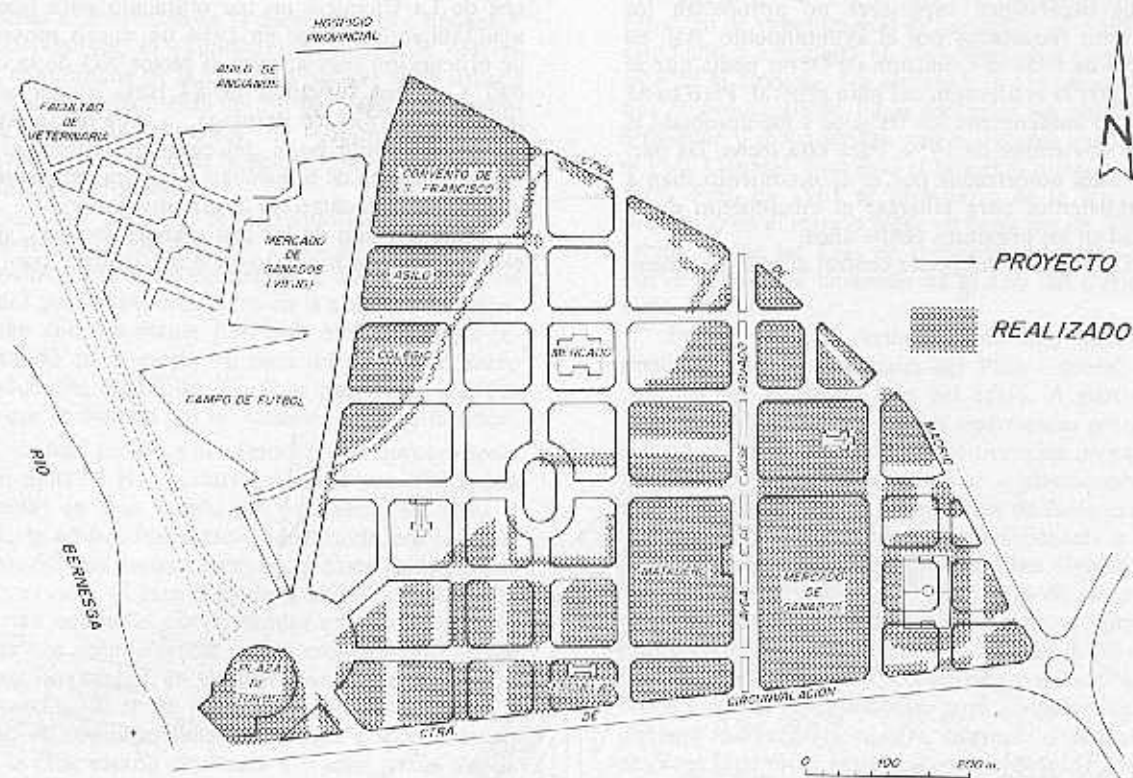 HOSPICIO
PROVINCIAL
ASILO DE
ANCIANOS
FACULTAD
DE
VETERINARIA
N
CONVENTO DE
S. FRANCISCO
MERCADO
DE
GANADOS
(VIEJO)
ASILO
PROYECTO
REALIZADO
COLEGIO
MERCADO
CAMPO DE FUTBOL
RIO
BERNESGA
MATADERO
MERCADO
DE
GANADOS
PLAZA
DE
TOROS
CTRA. DE CIRCUNVALACION
0 100 200 m.